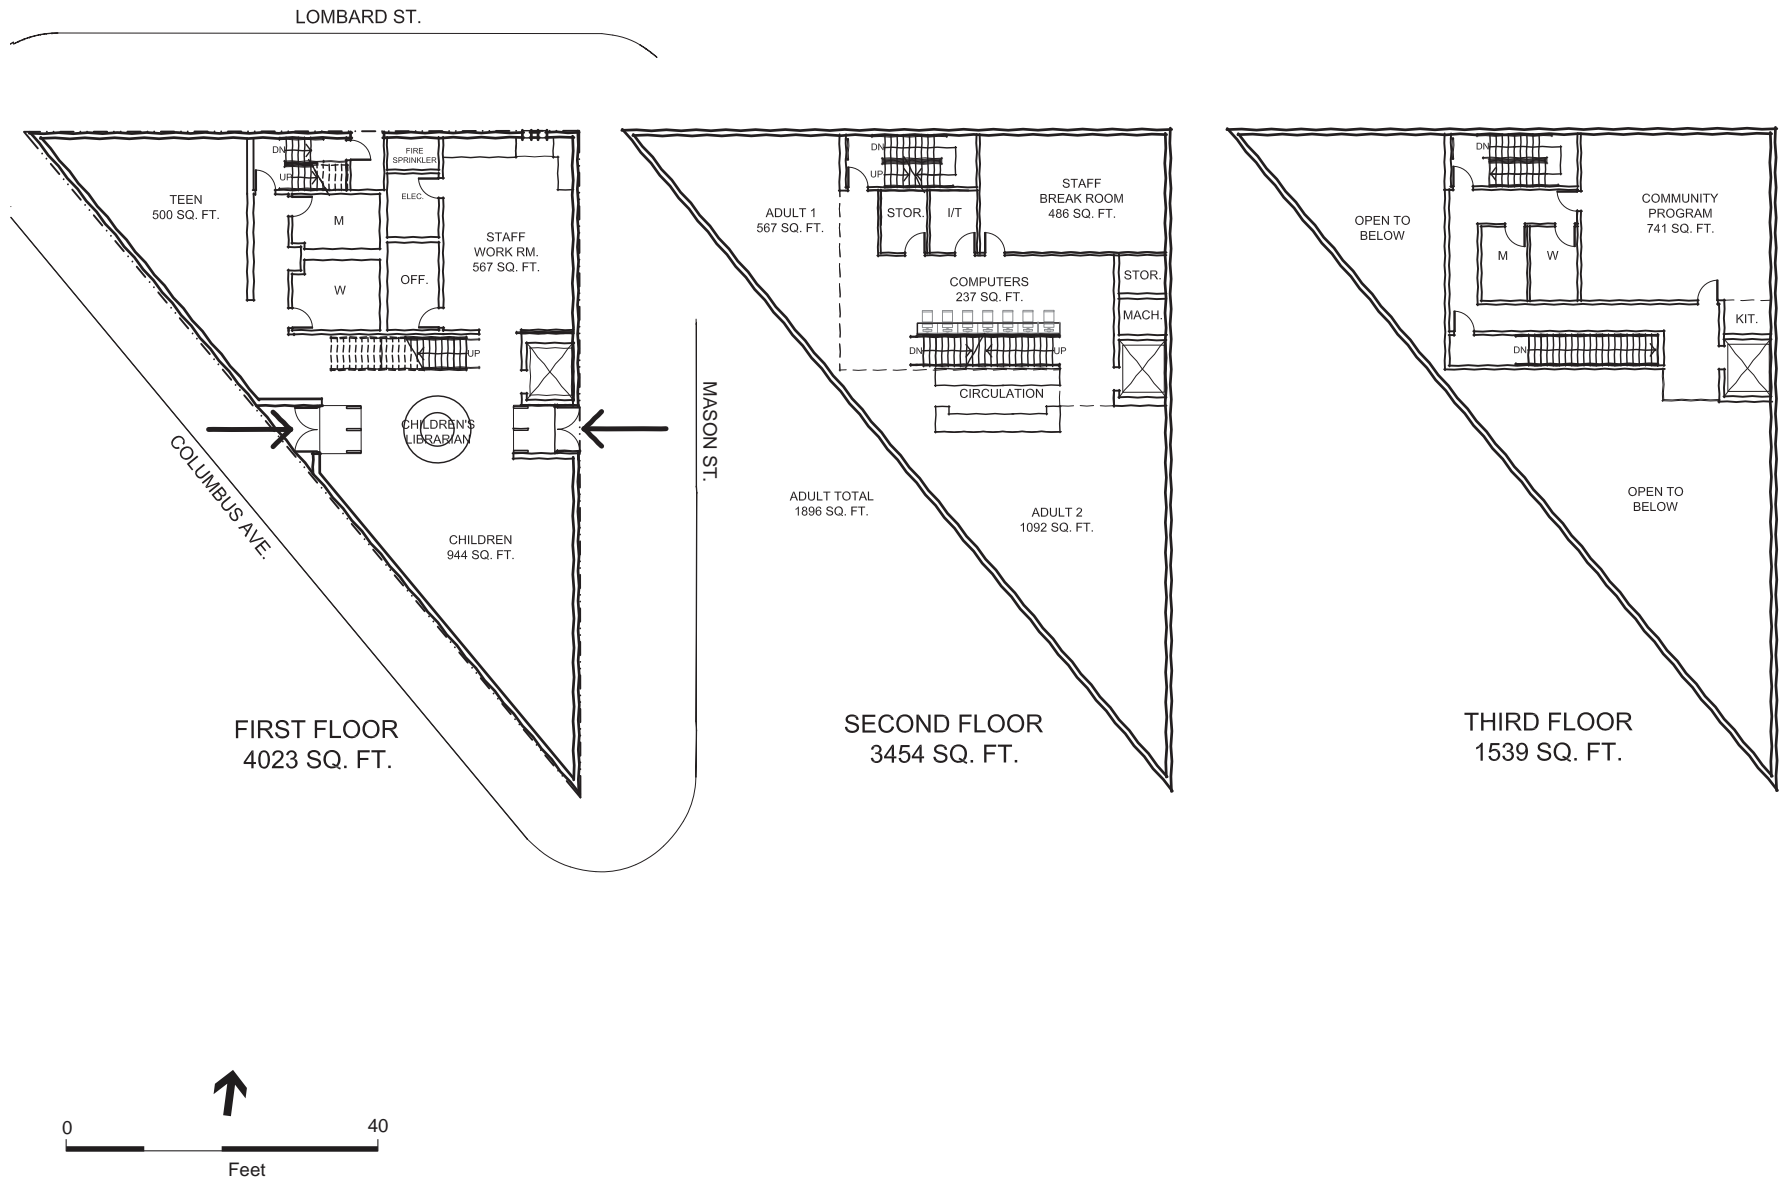 LOMBARD ST.
DN
UP
FIRE
SPRINKLER
ELEC.
TEEN
500 SQ. FT.
M
W
OFF.
STAFF
WORK RM.
567 SQ. FT.
UP
CHILDREN'S
LIBRARIAN
CHILDREN
944 SQ. FT.
COLUMBUS AVE.
MASON ST.
FIRST FLOOR
4023 SQ. FT.
DN
UP
ADULT 1
567 SQ. FT.
STOR.
I/T
STAFF
BREAK ROOM
486 SQ. FT.
COMPUTERS
237 SQ. FT.
STOR.
MACH.
DN
UP
CIRCULATION
ADULT TOTAL
1896 SQ. FT.
ADULT 2
1092 SQ. FT.
SECOND FLOOR
3454 SQ. FT.
DN
OPEN TO
BELOW
COMMUNITY
PROGRAM
741 SQ. FT.
M
W
KIT.
DN
OPEN TO
BELOW
THIRD FLOOR
1539 SQ. FT.
0
40
Feet